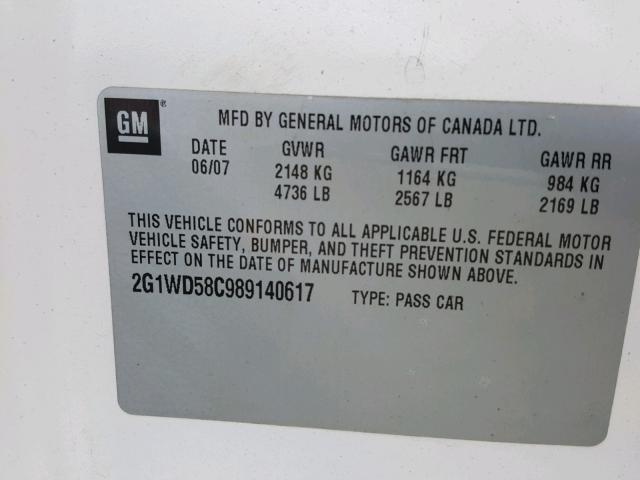 GM ®
MFD BY GENERAL MOTORS OF CANADA LTD.
DATE GVWR GAWR FRT GAWR RR
06/07 2148 KG 1164 KG 984 KG
4736 LB 2567 LB 2169 LB
THIS VEHICLE CONFORMS TO ALL APPLICABLE U.S. FEDERAL MOTOR
VEHICLE SAFETY, BUMPER, AND THEFT PREVENTION STANDARDS IN
EFFECT ON THE DATE OF MANUFACTURE SHOWN ABOVE.
2G1WD58C989140617 TYPE: PASS CAR